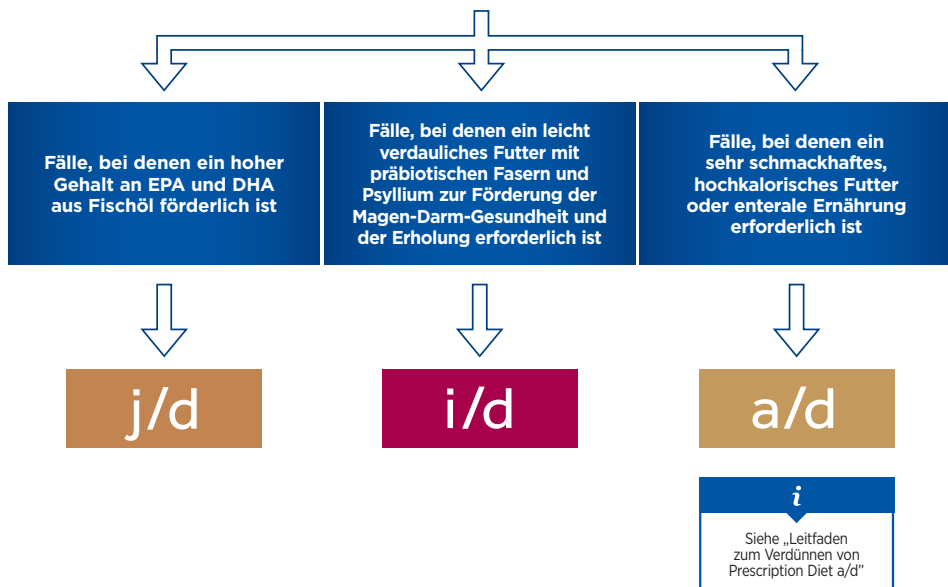 Fälle, bei denen ein hoher
Gehalt an EPA und DHA
aus Fischöl förderlich ist
Fälle, bei denen ein leicht
verdauliches Futter mit
präbiotischen Fasern und
Psyllium zur Förderung der
Magen-Darm-Gesundheit und
der Erholung erforderlich ist
Fälle, bei denen ein
sehr schmackhaftes,
hochkalorisches Futter
oder enterale Ernährung
erforderlich ist
j/d
i/d
a/d
i
Siehe „Leitfaden
zum Verdünnen von
Prescription Diet a/d”